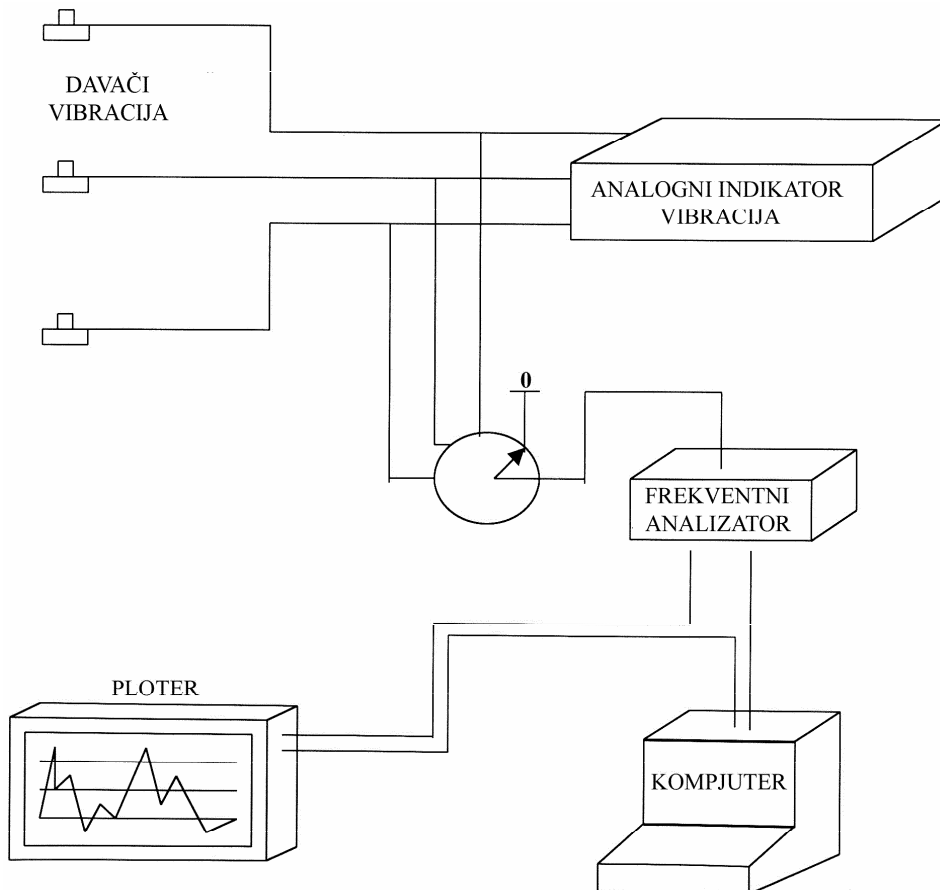 DAVAČI
VIBRACIJA
ANALOGNI INDIKATOR
VIBRACIJA
0
FREKVENTNI
ANALIZATOR
PLOTER
KOMPJUTER